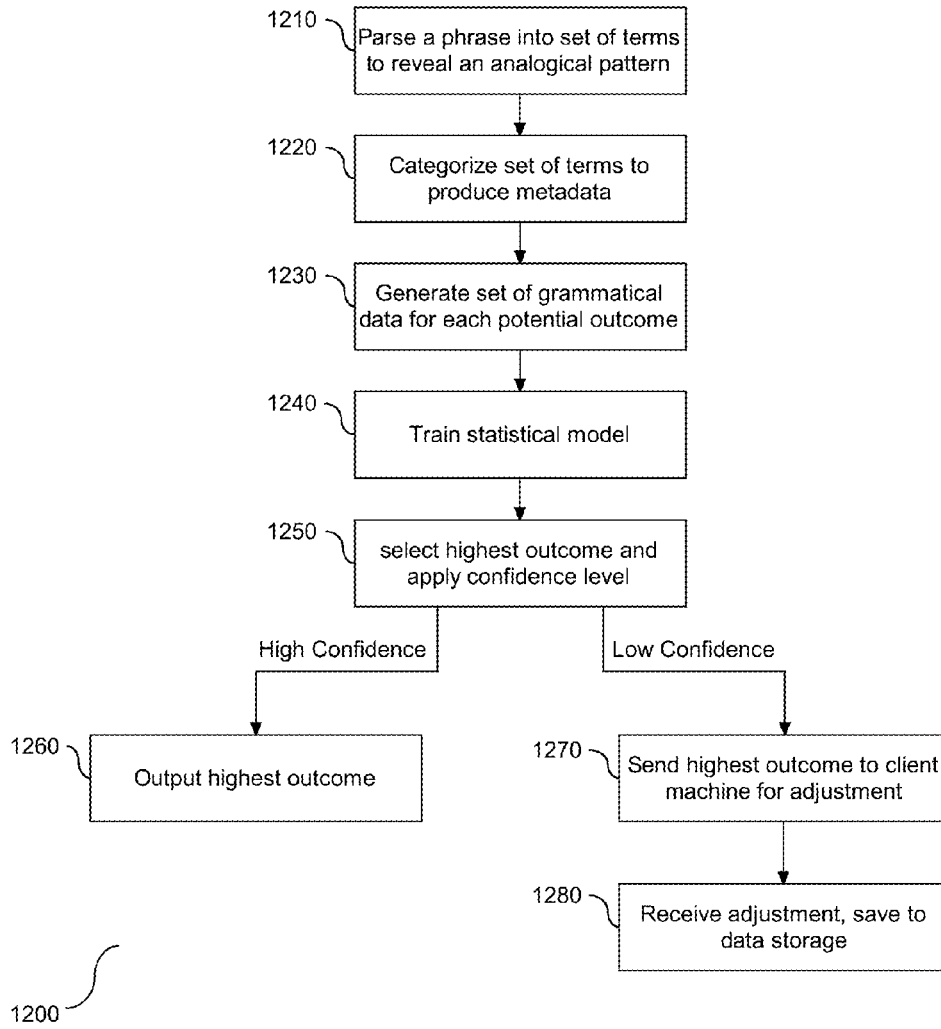 1210
Parse a phrase into set of terms
to reveal an analogical pattern
1220
Categorize set of terms to
produce metadata
1230
Generate set of grammatical
data for each potential outcome
1240
Train statistical model
1250
select highest outcome and
apply confidence level
High Confidence
Low Confidence
1260
Output highest outcome
1270
Send highest outcome to client
machine for adjustment
1280
Receive adjustment, save to
data storage
1200